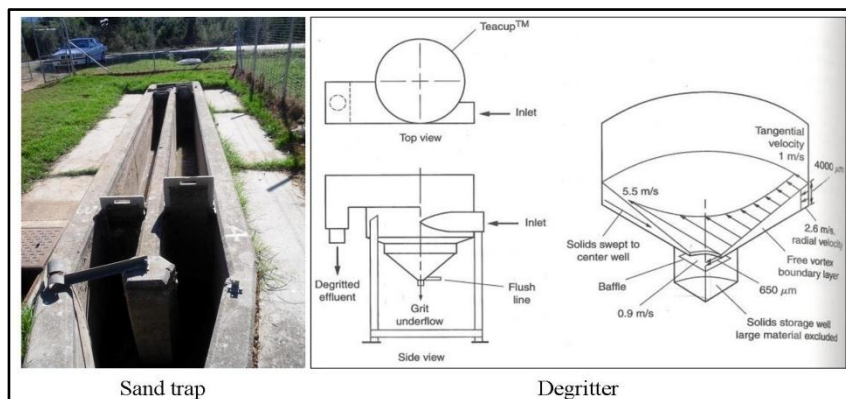 Teacup™
Inlet
Top view
Inlet
Degritted
effluent
Flush
line
Grit
underflow
Side view
Tangential
velocity
1 m/s
4000 μm
5.5 m/s
2.6 m/s
radial velocity
Solids swept to
center well
Free vortex
boundary layer
Baffle
650 μm
0.9 m/s
Solids storage well
large material excluded
Sand trap
Degritter